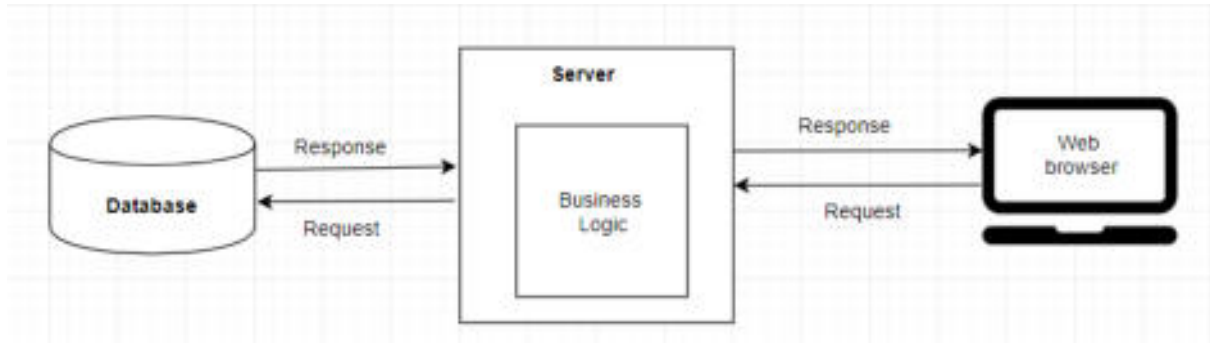 Server
Response
Database
Request
Business
Logic
Response
Request
Web
browser